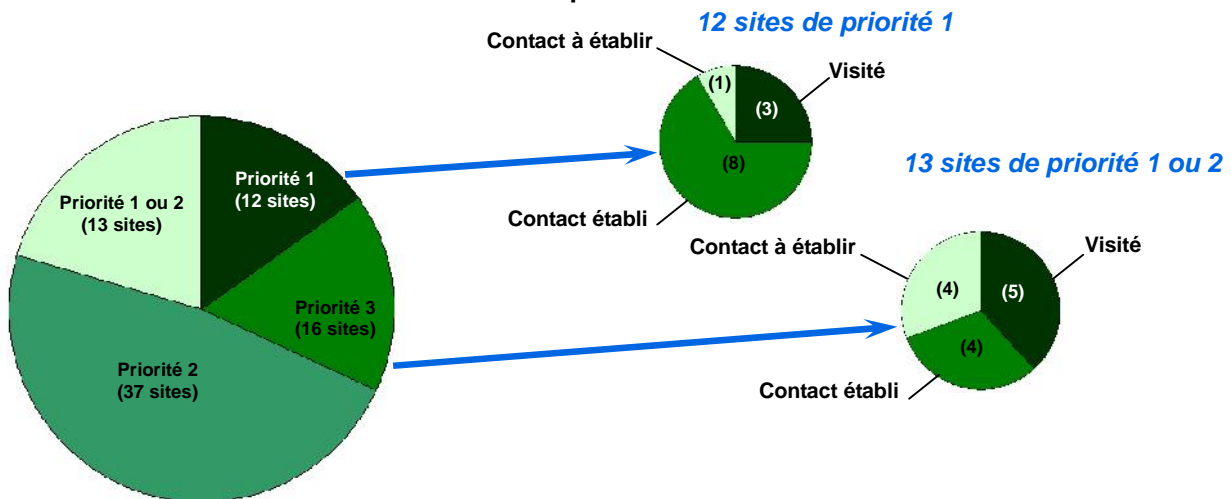 12 sites de priorité 1
Contact à établir
Visité
(1)
(3)
(8)
Contact établi
13 sites de priorité 1 ou 2
Contact à établir
Visité
(4)
(5)
(4)
Contact établi
Priorité 1
(12 sites)
Priorité 1 ou 2
(13 sites)
Priorité 3
(16 sites)
Priorité 2
(37 sites)